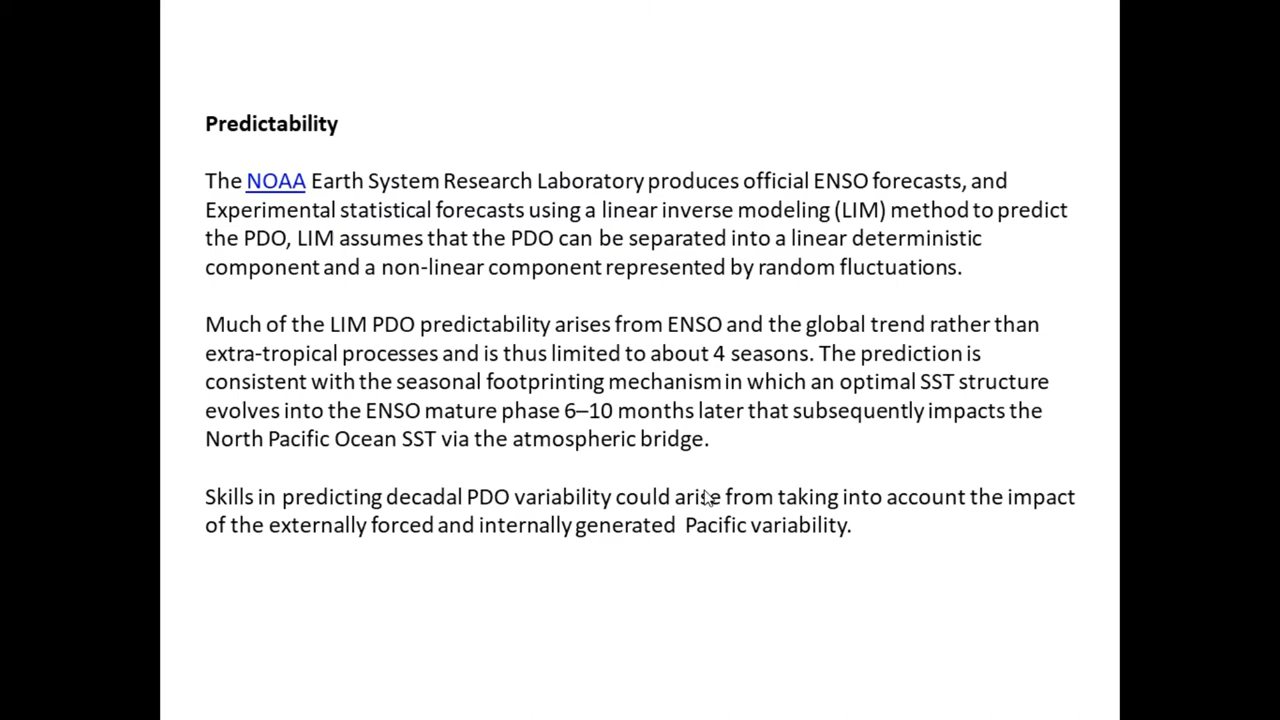 Predictability
The NOAA Earth System Research Laboratory produces official ENSO forecasts, and
Experimental statistical forecasts using a linear inverse modeling (LIM) method to predict
the PDO, LIM assumes that the PDO can be separated into a linear deterministic
component and a non-linear component represented by random fluctuations.
Much of the LIM PDO predictability arises from ENSO and the global trend rather than
extra-tropical processes and is thus limited to about 4 seasons. The prediction is
consistent with the seasonal footprinting mechanism in which an optimal SST structure
evolves into the ENSO mature phase 6–10 months later that subsequently impacts the
North Pacific Ocean SST via the atmospheric bridge.
Skills in predicting decadal PDO variability could arise from taking into account the impact
of the externally forced and internally generated Pacific variability.